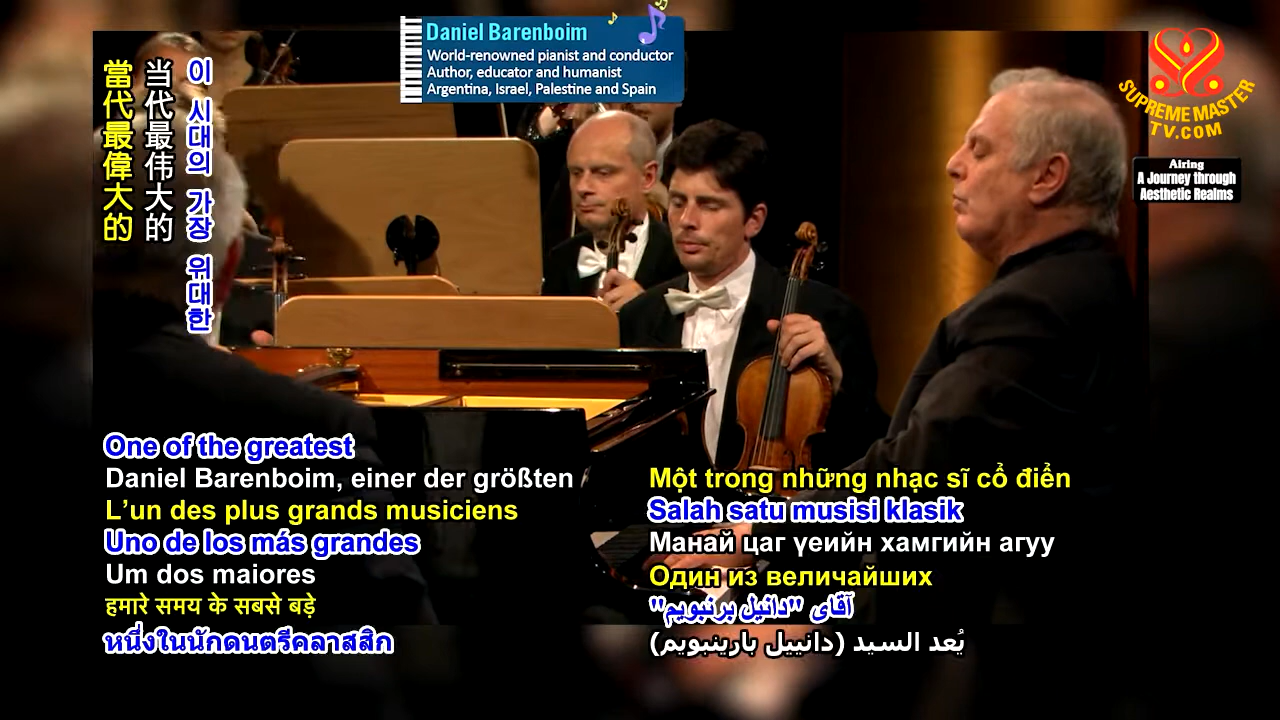 Daniel Barenboim
World-renowned pianist and conductor
Author, educator and humanist
Argentina, Israel, Palestine and Spain
SUPREME MASTER
TV.COM
Airing
A Journey through
Aesthetic Realms
當代最偉大的
当代最伟大的
이 시대의 가장 위대한
One of the greatest
Daniel Barenboim, einer der größten
L’un des plus grands musiciens
Uno de los más grandes
Um dos maiores
हमारे समय के सबसे बड़े
หนึ่งในนักดนตรีคลาสสิก
Một trong những nhạc sĩ cổ điển
Salah satu musisi klasik
Манай цаг үеийн хамгийн агуу
Один из величайших
آقای "دانیل برنبویم"
يُعد السيد (دانييل بارينبويم)